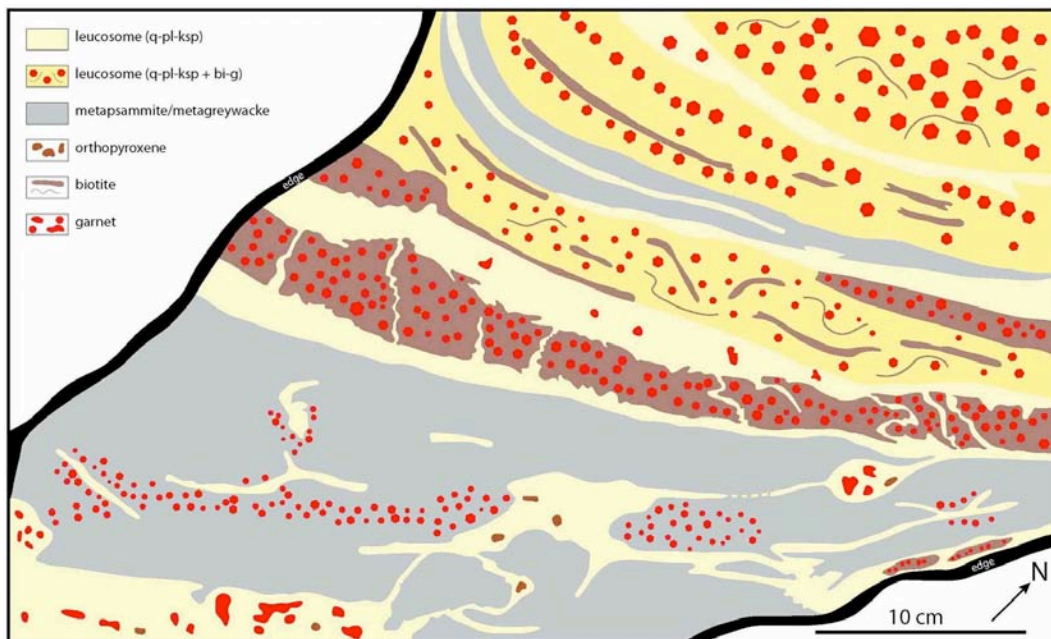 leucosome (q-pl-ksp)
leucosome (q-pl-ksp + bi-g)
metapsammite/metagreywacke
orthopyroxene
biotite
garnet
edge
edge
N
10 cm